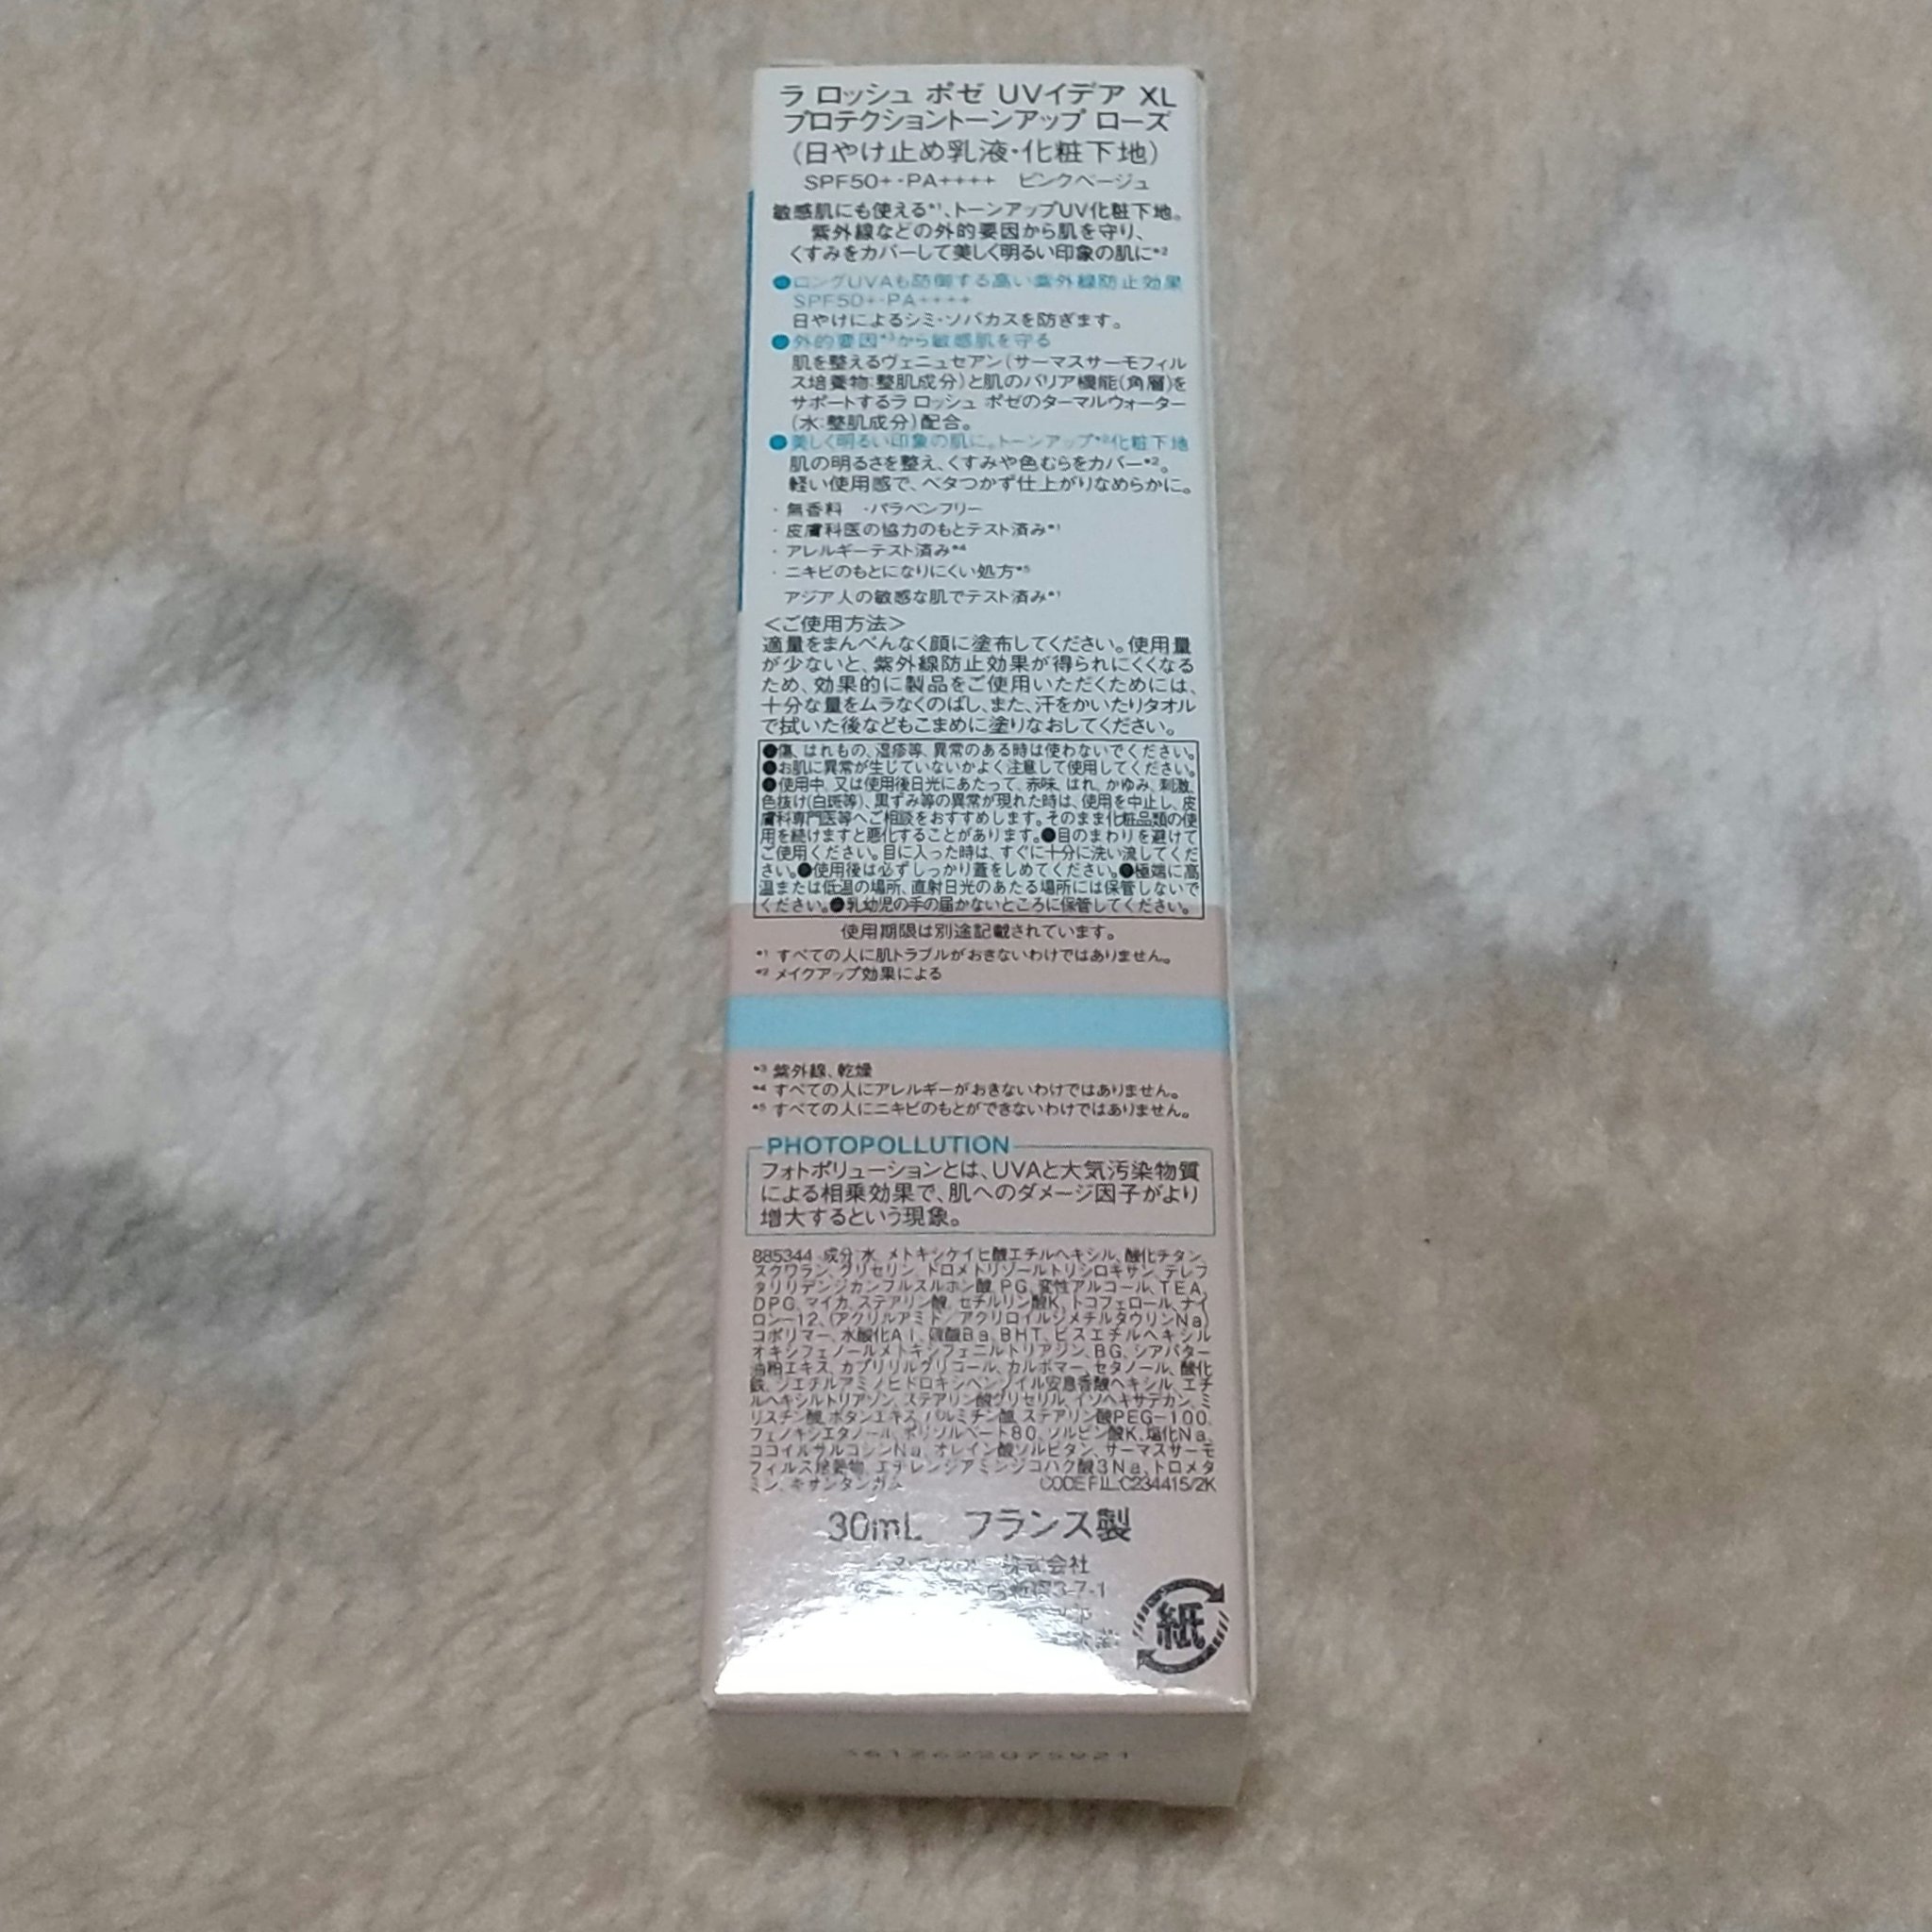 ラ ロッシュ ポゼ UVイデア XL
プロテクショントーンアップ ローズ
(日やけ止め乳液・化粧下地)
SPF50+・PA++++ ピンクベージュ
敏感肌にも使える*1、トーンアップUV化粧下地。
紫外線などの外的要因から肌を守り、
くすみをカバーして美しく明るい印象の肌に*2
●ロングUVAも防御する高い紫外線防止効果
SPF50+・PA++++
日やけによるシミ・ソバカスを防ぎます。
●外的要因*3から敏感肌を守る
肌を整えるヴェニュセアン(サーマスサーモフィル
ス培養物:整肌成分)と肌のバリア機能(角層)を
サポートするラ ロッシュ ポゼのターマルウォーター
(水:整肌成分)配合。
●美しく明るい印象の肌に。トーンアップ*2化粧下地
肌の明るさを整え、くすみや色むらをカバー*2。
軽い使用感で、ベタつかず仕上がりなめらかに。
・無香料 ・パラベンフリー
・皮膚科医の協力のもとテスト済み*1
・アレルギーテスト済み*4
・ニキビのもとになりにくい処方*5
アジア人の敏感な肌でテスト済み*1
<ご使用方法>
適量をまんべんなく顔に塗布してください。使用量
が少ないと、紫外線防止効果が得られにくくなる
ため、効果的に製品をご使用いただくためには、
十分な量をムラなくのばし、また、汗をかいたりタオル
で拭いた後などもこまめに塗りなおしてください。
●傷、はれもの、湿疹等、異常のある時は使わないでください。
●お肌に異常が生じていないかよく注意して使用してください。
●使用中、又は使用後日光にあたって、赤味、はれ、かゆみ、刺激、
色抜け(白斑等)、黒ずみ等の異常が現れた時は、使用を中止し、皮
膚科専門医等へご相談をおすすめします。そのまま化粧品類の使
用を続けますと悪化することがあります。●目のまわりを避けて
ご使用ください。目に入った時は、すぐに十分に洗い流してくだ
さい。●使用後は必ずしっかり蓋をしめてください。●極端に高
温または低温の場所、直射日光のあたる場所には保管しないで
ください。●乳幼児の手の届かないところに保管してください。
使用期限は別途記載されています。
*1 すべての人に肌トラブルがおきないわけではありません。
*2 メイクアップ効果による
*3 紫外線、乾燥
*4 すべての人にアレルギーがおきないわけではありません。
*5 すべての人にニキビのもとができないわけではありません。
PHOTOPOLLUTION
フォトポリューションとは、UVAと大気汚染物質
による相乗効果で、肌へのダメージ因子がより
増大するという現象。
885344 成分:水、メトキシケイヒ酸エチルヘキシル、酸化チタン、
スクワラン、グリセリン、ドロメトリゾールトリシロキサン、テレフ
タリリデンジカンフルスルホン酸、PG、変性アルコール、TEA、
DPG、マイカ、ステアリン酸、セチルリン酸K、トコフェロール、ナイ
ロン-12、(アクリルアミド/アクリロイルジメチルタウリンNa)
コポリマー、水酸化Al、硫酸Ba、BHT、ビスエチルヘキシル
オキシフェノールメトキシフェニルトリアジン、BG、シアバター
油粕エキス、カプリリルグリコール、カルボマー、セタノール、酸化
鉄、ジエチルアミノヒドロキシベンゾイル安息香酸ヘキシル、エチ
ルヘキシルトリアゾン、ステアリン酸グリセリル、イソヘキサデカン、ミ
リスチン酸、ボタンエキス、パルミチン酸、ステアリン酸PEG-100、
フェノキシエタノール、ポリソルベート80、ソルビン酸K、塩化Na、
ココイルサルコシンNa、オレイン酸ソルビタン、サーマスサーモ
フィルス培養物、エチレンジアミンジコハク酸3Na、トロメタ
ミン、キサンタンガム CODE F.I.L:C234415/2K
30mL フランス製
株式会社
新宿3-7-1
紙